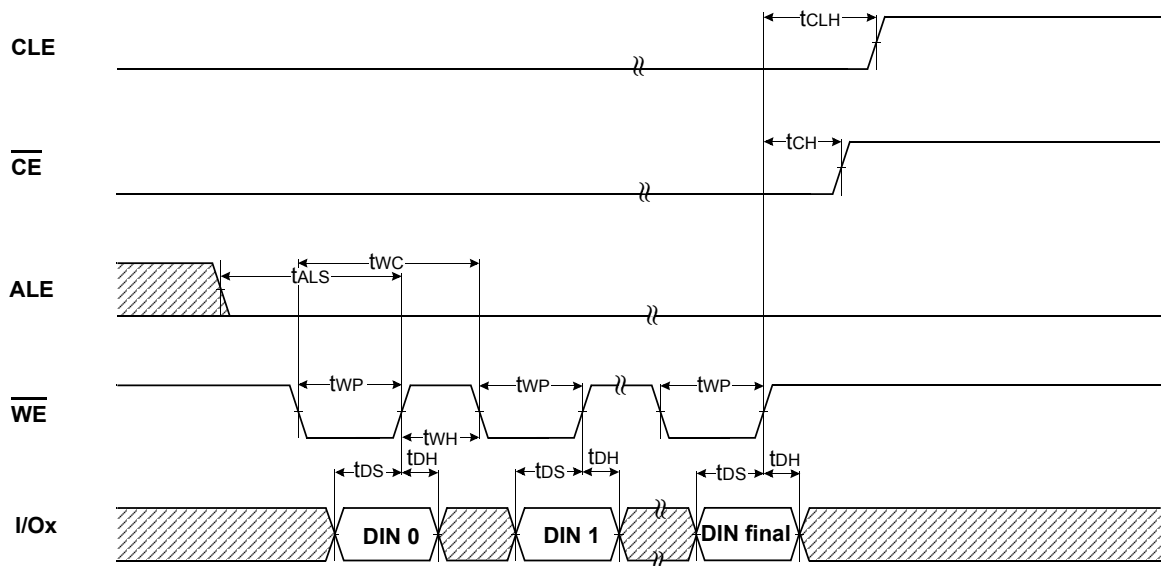 tCLH
CLE
tCH
CE
tWC
tALS
ALE
tWP
tWP
tWP
WE
tWH
tDS
tDH
tDS
tDH
tDS
tDH
I/Ox
DIN 0
DIN 1
DIN final